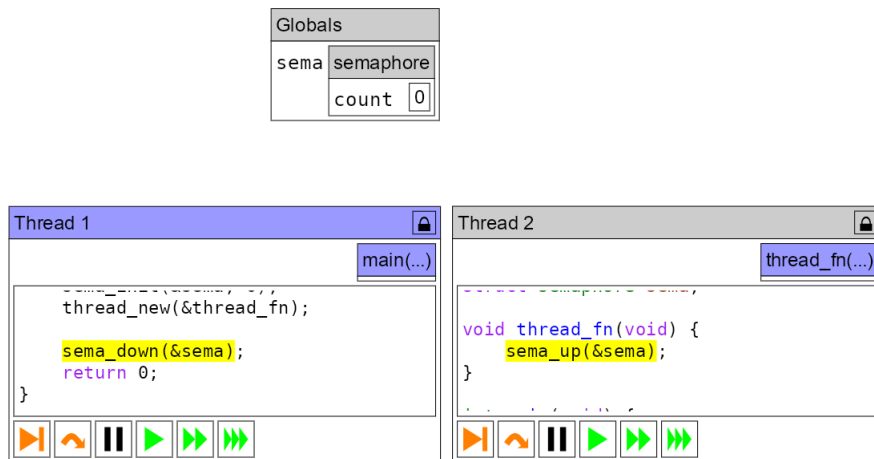 Globals
sema semaphore
count 0
Thread 1
main(...)
thread_new(&thread_fn);
sema_down(&sema);
return 0;
}
Thread 2
thread_fn(...)
void thread_fn(void) {
sema_up(&sema);
}